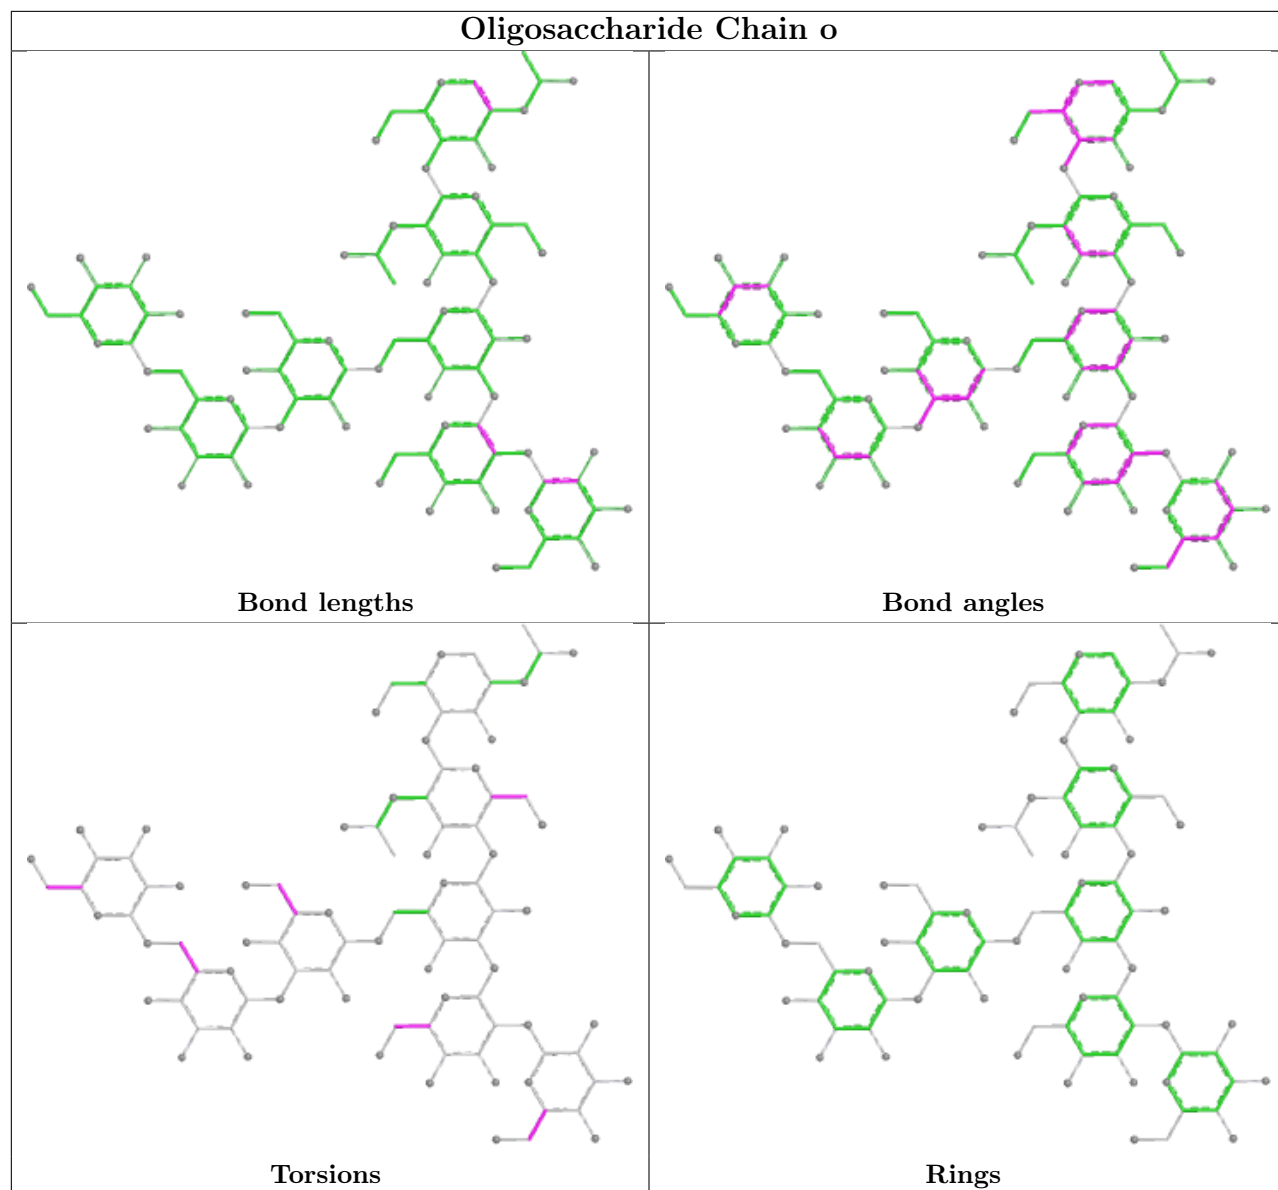 Oligosaccharide Chain o
Bond lengths
Bond angles
Torsions
Rings